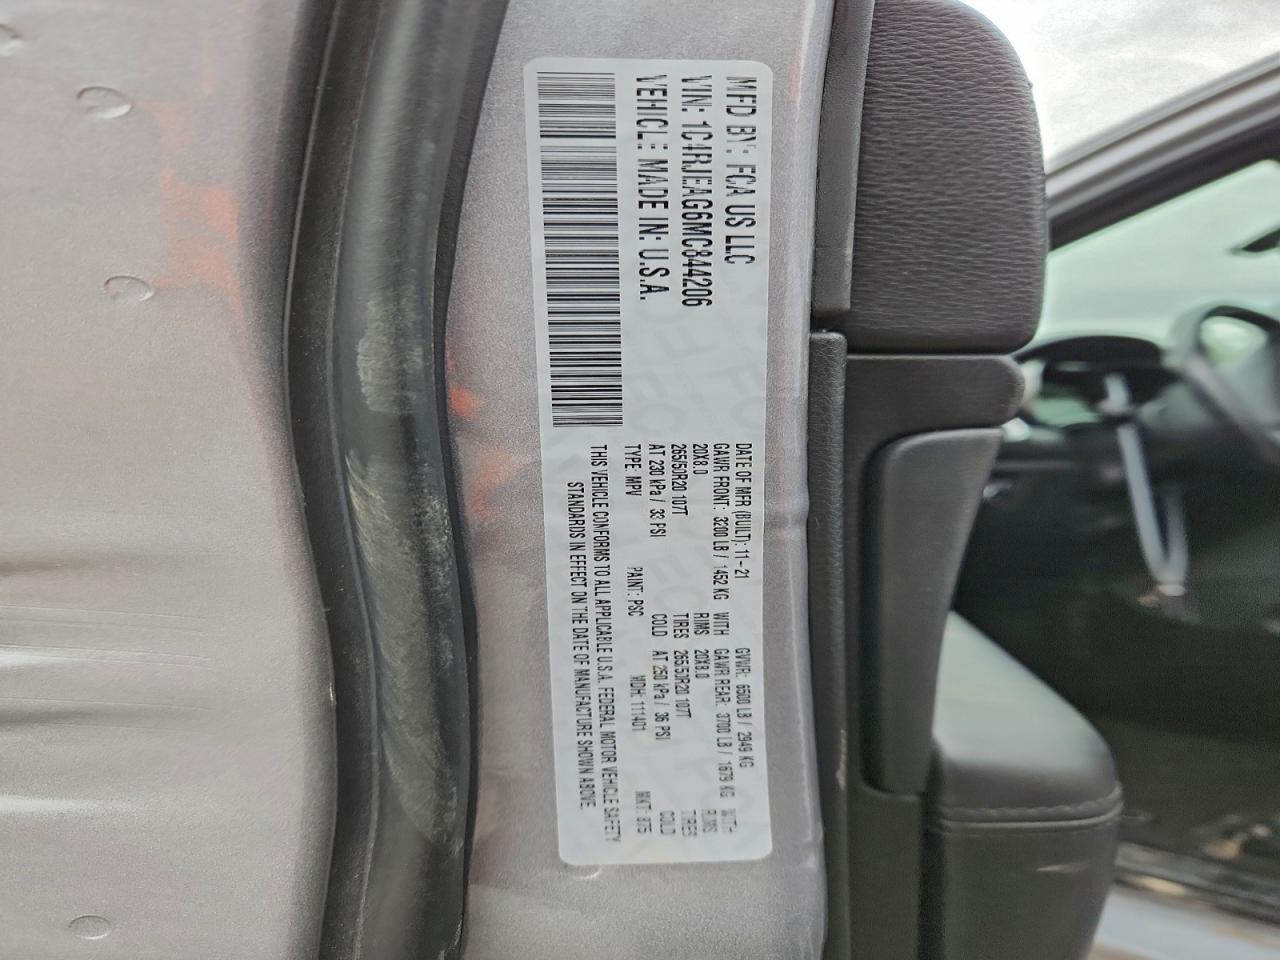 MFD BY: FCA US LLC
VIN: 1C4RJEAG6MC844206
VEHICLE MADE IN: U.S.A.
DATE OF MFR (BUILT): 11-21 GVWR: 6500 LB / 2949 KG
GAWR FRONT: 3200 LB / 1452 KG WITH GAWR REAR: 3700 LB / 1679 KG WITH
20X8.0 RIMS 20X8.0 RIMS
265/50R20 107T TIRES 265/50R20 107T TIRES
AT 230 kPa / 33 PSI COLD AT 250 kPa / 36 PSI COLD
TYPE: MPV PAINT: PSC MDH: 111401 MKT: 875
THIS VEHICLE CONFORMS TO ALL APPLICABLE U.S.A. FEDERAL MOTOR VEHICLE SAFETY
STANDARDS IN EFFECT ON THE DATE OF MANUFACTURE SHOWN ABOVE.